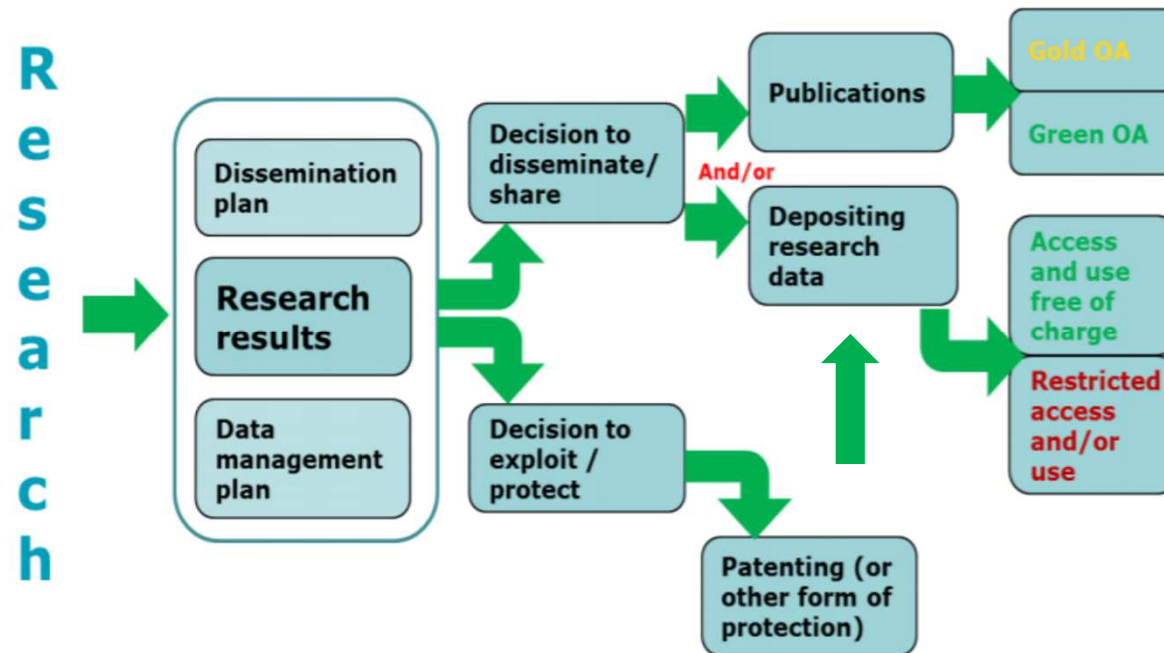 Research
Dissemination
plan
Research
results
Data
management
plan
Decision to
disseminate/
share
Decision to
exploit /
protect
And/or
Publications
Depositing
research
data
Patenting (or
other form of
protection)
Gold OA
Green OA
Access
and use
free of
charge
Restricted
access
and/or
use